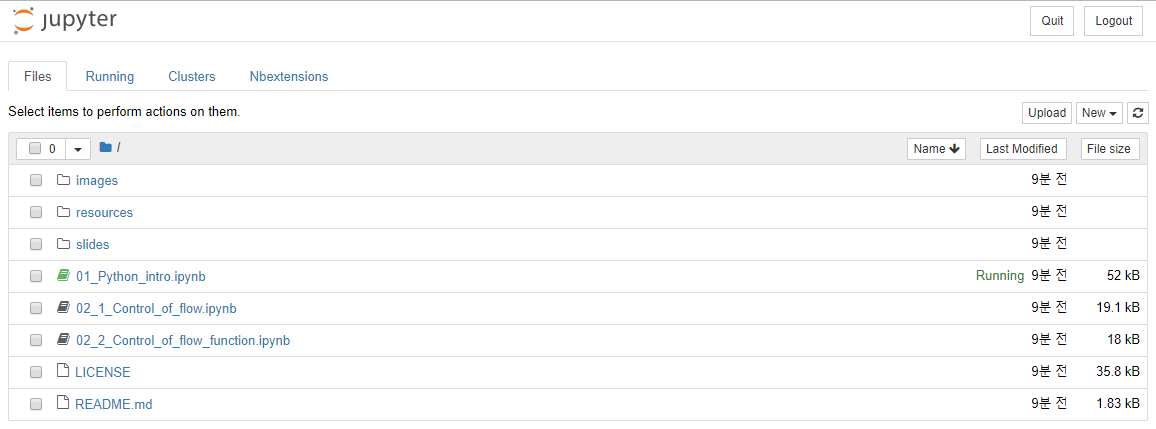 jupyter Quit Logout
Files Running Clusters Nbextensions
Select items to perform actions on them. Upload New
0 / Name Last Modified File size
images 9분 전
resources 9분 전
slides 9분 전
01_Python_intro.ipynb Running 9분 전 52 kB
02_1_Control_of_flow.ipynb 9분 전 19.1 kB
02_2_Control_of_flow_function.ipynb 9분 전 18 kB
LICENSE 9분 전 35.8 kB
README.md 9분 전 1.83 kB